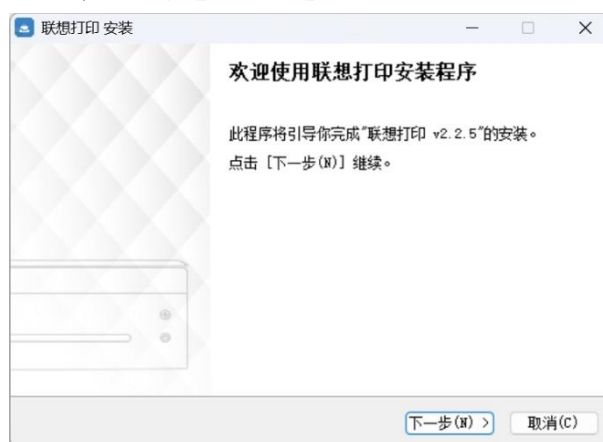 联想打印 安装
欢迎使用联想打印安装程序
此程序将引导你完成"联想打印 v2.2.5"的安装。
点击 [下一步(N)] 继续。
下一步(N) >
取消(C)